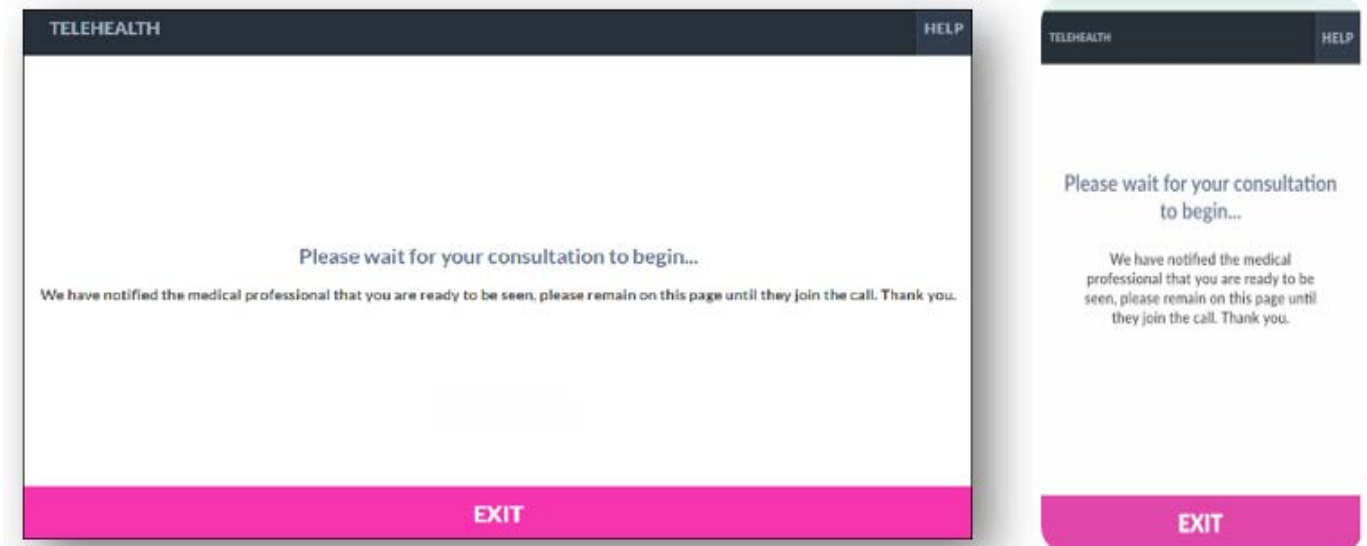 TELEHEALTH
HELP
Please wait for your consultation to begin...
We have notified the medical professional that you are ready to be seen, please remain on this page until they join the call. Thank you.
EXIT
TELEHEALTH
HELP
Please wait for your consultation
to begin...
We have notified the medical
professional that you are ready to be
seen, please remain on this page until
they join the call. Thank you.
EXIT